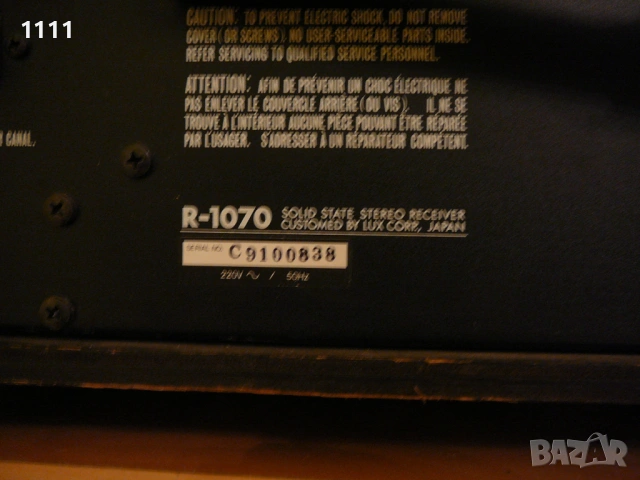 1111
CAUTION: TO PREVENT ELECTRIC SHOCK, DO NOT REMOVE
COVER (OR SCREWS) NO USER-SERVICEABLE PARTS INSIDE.
REFER SERVICING TO QUALIFIED SERVICE PERSONNEL.
ATTENTION: AFIN DE PRÉVENIR UN CHOC ÉLECTRIQUE NE
PAS ENLEVER LE COUVERCLE ARRIÈRE (OU VIS). IL NE SE
TROUVE À L'INTÉRIEUR AUCUNE PIÈCE POUVANT ÊTRE RÉPARÉE
PAR L'USAGER. S'ADRESSER À UN RÉPARATEUR COMPÉTENT.
CANAL.
R-1070 SOLID STATE STEREO RECEIVER
CUSTOMED BY LUX CORP., JAPAN
SERIAL NO. C9100838
220V ~ / 50Hz
BAZAR